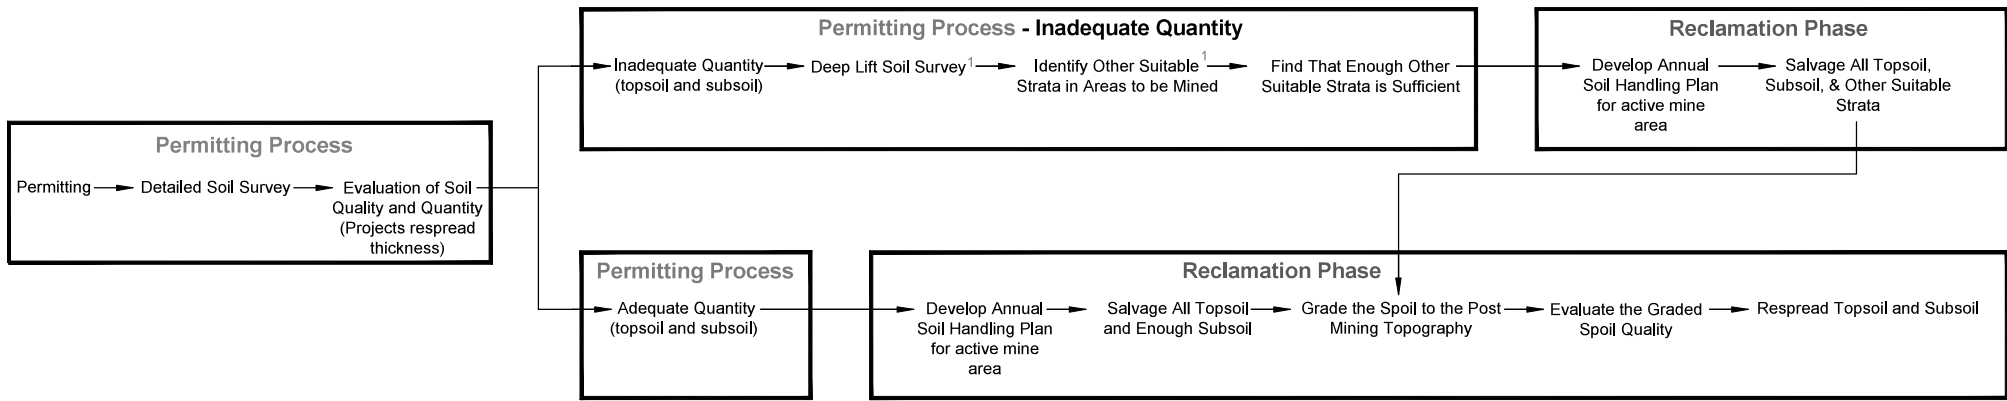 Permitting Process - Inadequate Quantity
Inadequate Quantity
(topsoil and subsoil)
Deep Lift Soil Survey1
Identify Other Suitable1
Strata in Areas to be Mined
Find That Enough Other
Suitable Strata is Sufficient
Reclamation Phase
Develop Annual
Soil Handling Plan
for active mine
area
Salvage All Topsoil,
Subsoil, & Other Suitable
Strata
Permitting Process
Permitting
Detailed Soil Survey
Evaluation of Soil
Quality and Quantity
(Projects respread
thickness)
Permitting Process
Adequate Quantity
(topsoil and subsoil)
Reclamation Phase
Develop Annual
Soil Handling Plan
for active mine
area
Salvage All Topsoil
and Enough Subsoil
Grade the Spoil to the Post
Mining Topography
Evaluate the Graded
Spoil Quality
Respread Topsoil and Subsoil